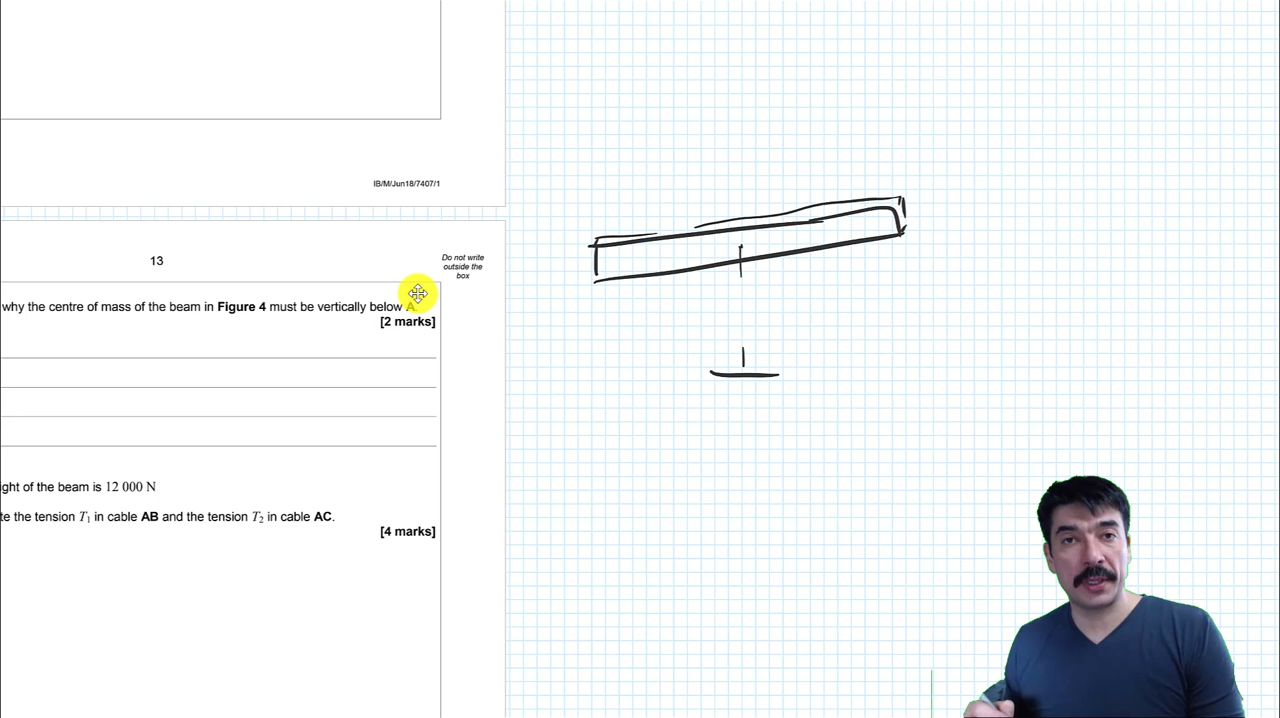 IB/M/Jun18/7407/1
13
Do not write
outside the
box
why the centre of mass of the beam in Figure 4 must be vertically below A.
[2 marks]
ight of the beam is 12 000 N
te the tension T₁ in cable AB and the tension T₂ in cable AC.
[4 marks]